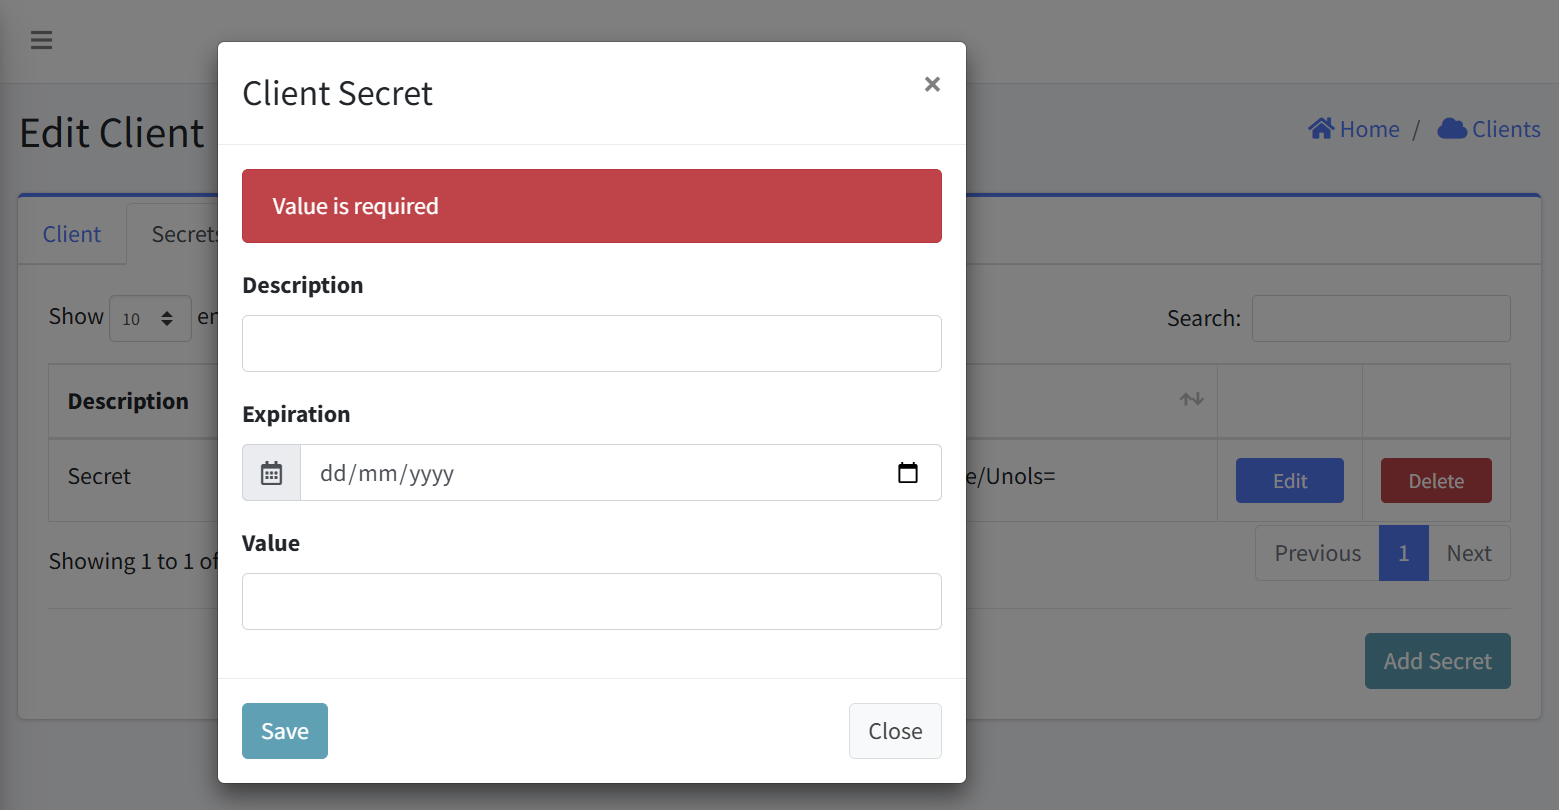 Client Secret ×
Edit Client
Home / Clients
Value is required
Client Secrets
Description
Show 10
Search:
Expiration
Description
dd/mm/yyyy
Secret
e/Unols= Edit Delete
Value
Showing 1 to 1 of
Previous 1 Next
Add Secret
Save Close